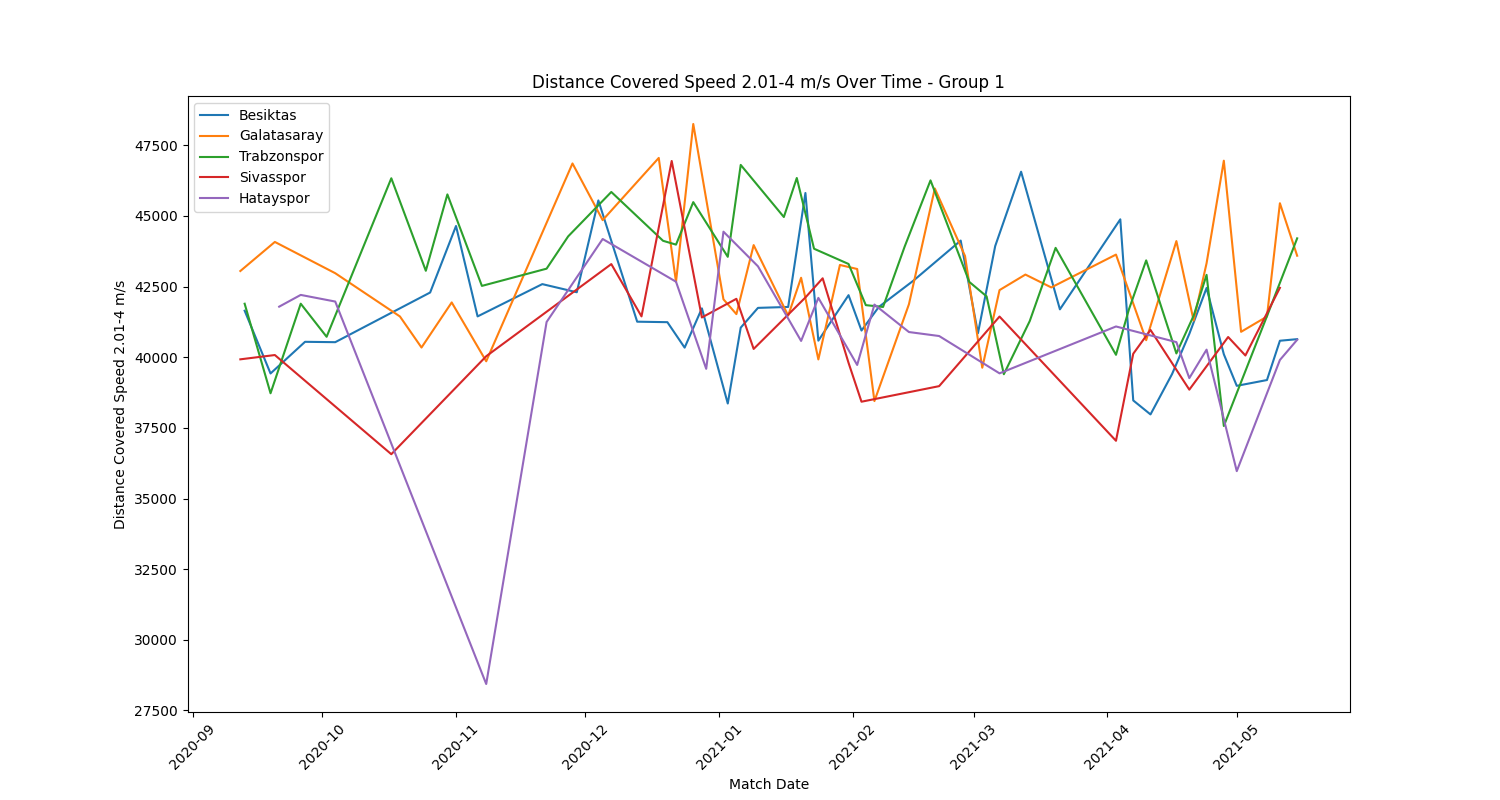 Distance Covered Speed 2.01-4 m/s Over Time - Group 1
Besiktas
Galatasaray
Trabzonspor
Sivasspor
Hatayspor
47500
45000
42500
40000
37500
35000
32500
30000
27500
Distance Covered Speed 2.01-4 m/s
2020-09
2020-10
2020-11
2020-12
2021-01
2021-02
2021-03
2021-04
2021-05
Match Date